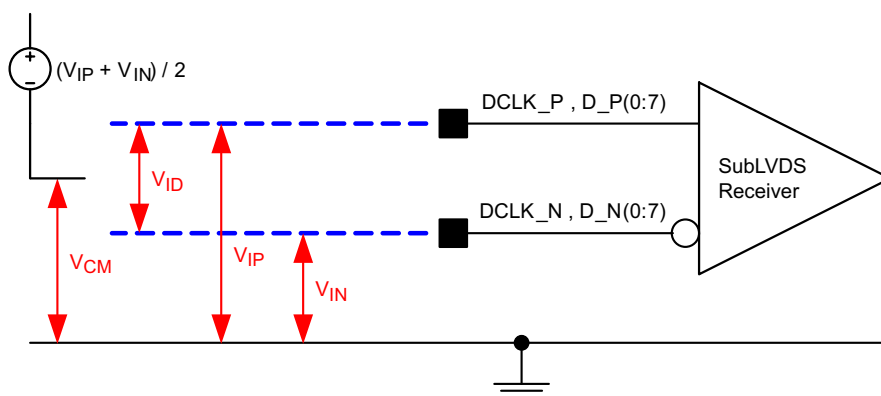 +
−
(VIP + VIN) / 2
DCLK_P , D_P(0:7)
SubLVDS
Receiver
VID
DCLK_N , D_N(0:7)
VCM
VIP
VIN